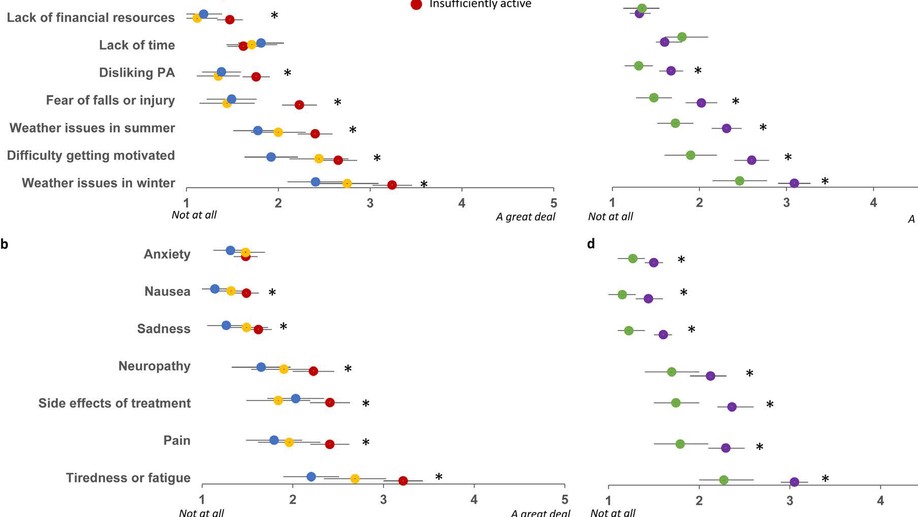 Insufficiently active
Lack of financial resources *
Lack of time
Disliking PA * *
Fear of falls or injury * *
Weather issues in summer * *
Difficulty getting motivated * *
Weather issues in winter * *
1 2 3 4 5 1 2 3 4
Not at all A great deal Not at all A
b d
Anxiety *
Nausea * *
Sadness * *
Neuropathy * *
Side effects of treatment * *
Pain * *
Tiredness or fatigue * *
1 2 3 4 5 1 2 3 4
Not at all A great deal Not at all